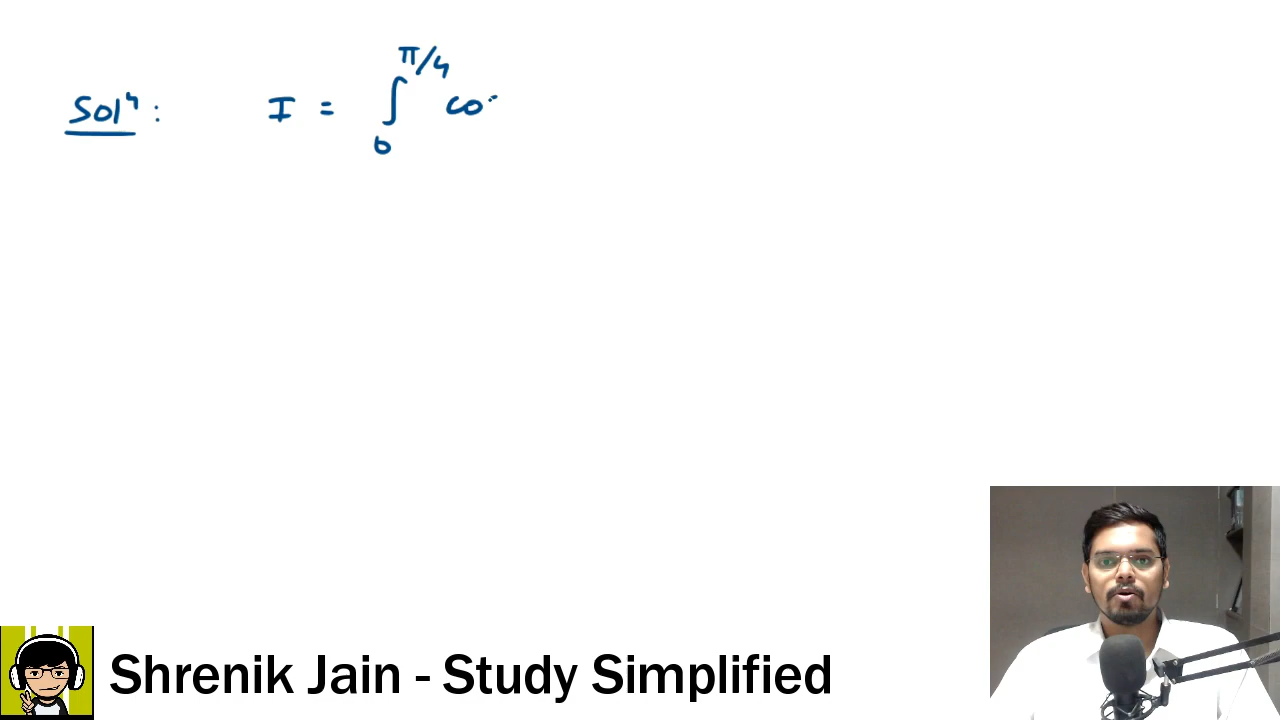 Solⁿ : I = ∫₀^π/4 co
Shrenik Jain - Study Simplified